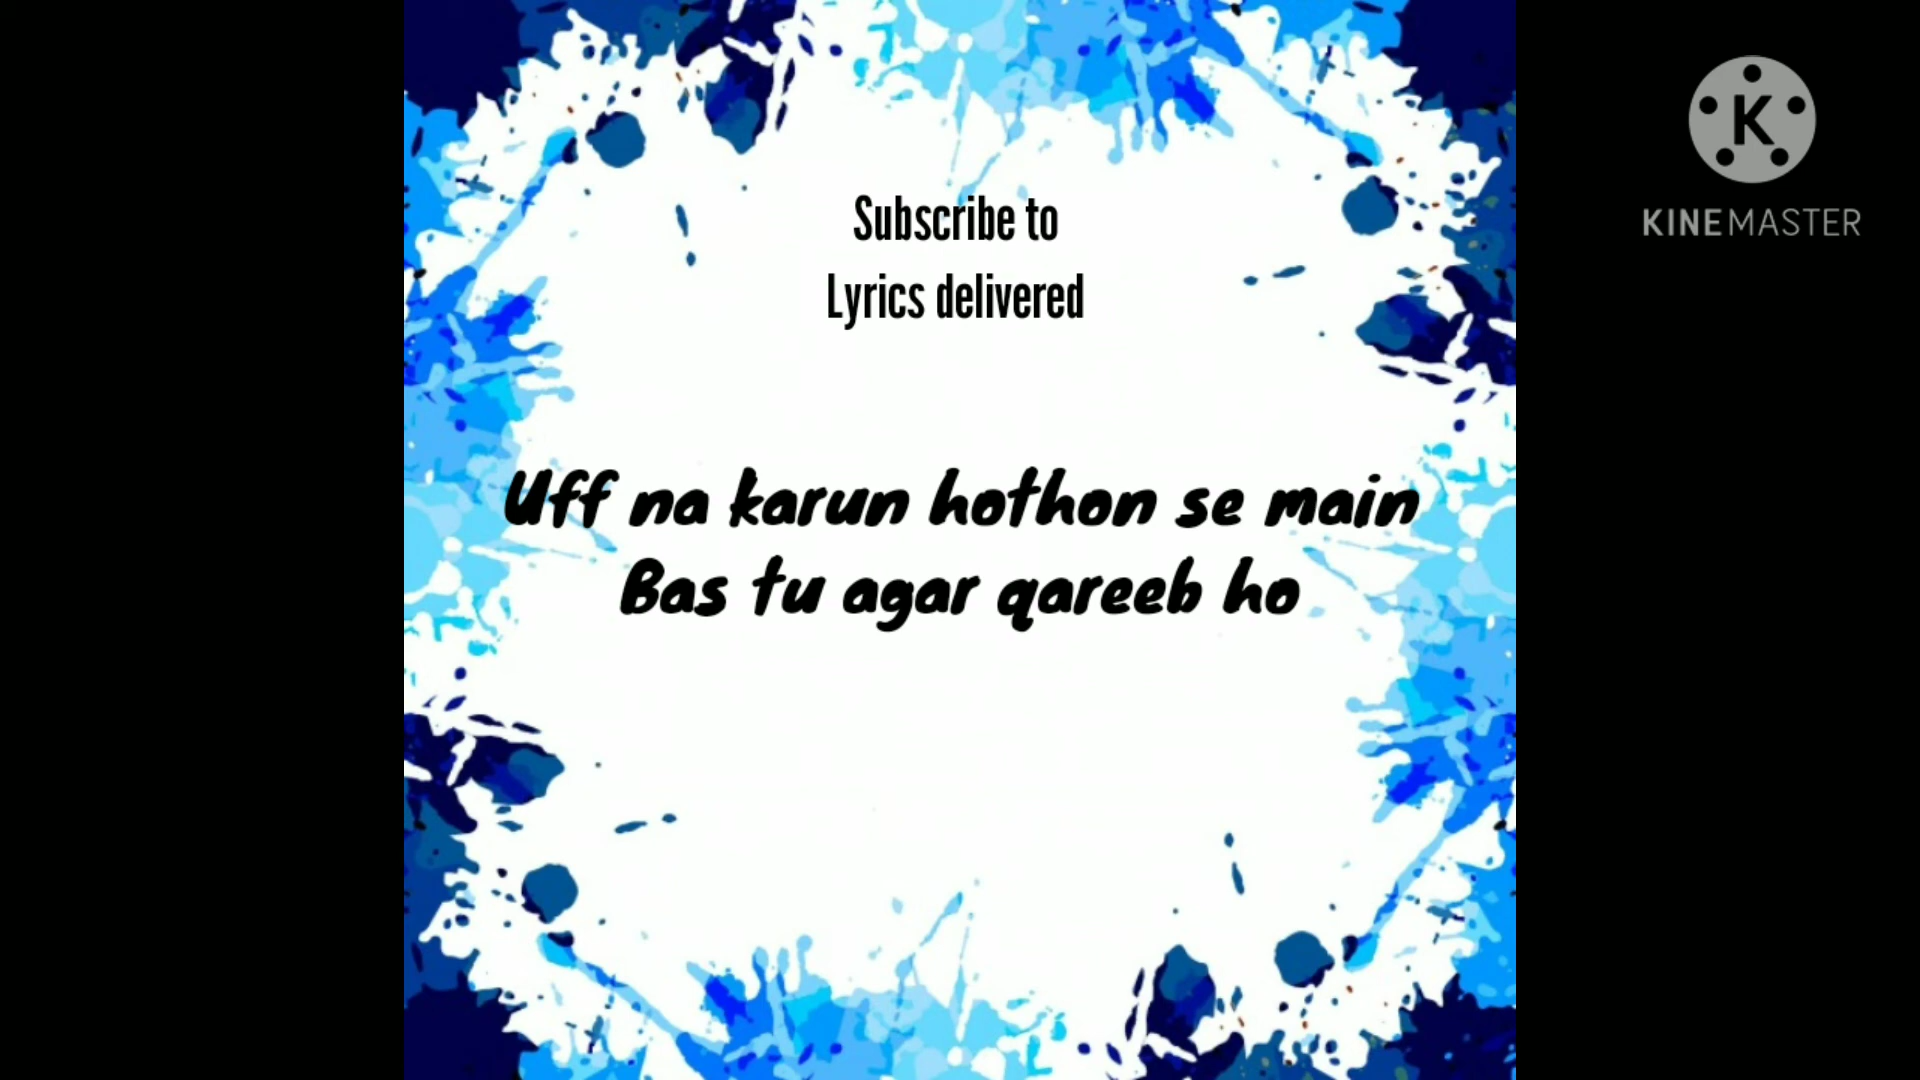 Subscribe to
Lyrics delivered
K
KINEMASTER
Uff na karun hothon se main
Bas tu agar qareeb ho